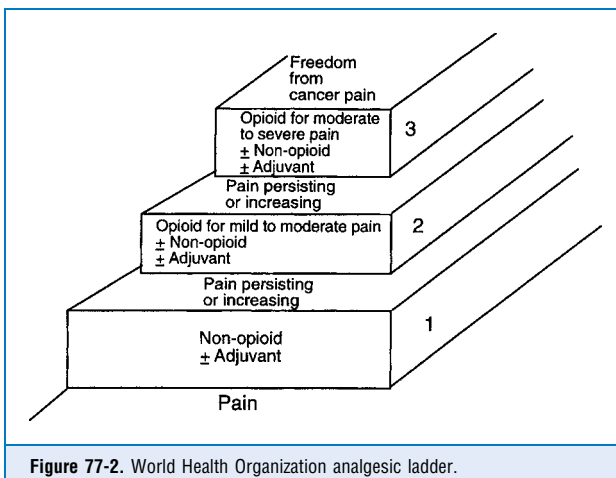 Freedom
from
cancer pain
Opioid for moderate
to severe pain
± Non-opioid
± Adjuvant
3
Pain persisting
or increasing
Opioid for mild to moderate pain
± Non-opioid
± Adjuvant
2
Pain persisting
or increasing
Non-opioid
± Adjuvant
1
Pain
Figure 77-2. World Health Organization analgesic ladder.